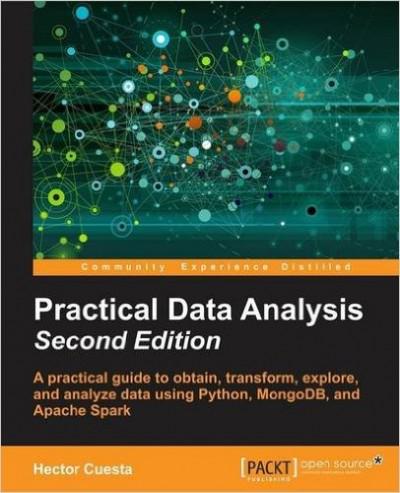 Community Experience Distilled
Practical Data Analysis
Second Edition
A practical guide to obtain, transform, explore,
and analyze data using Python, MongoDB, and
Apache Spark
Hector Cuesta
[PACKT] open source*
PUBLISHING